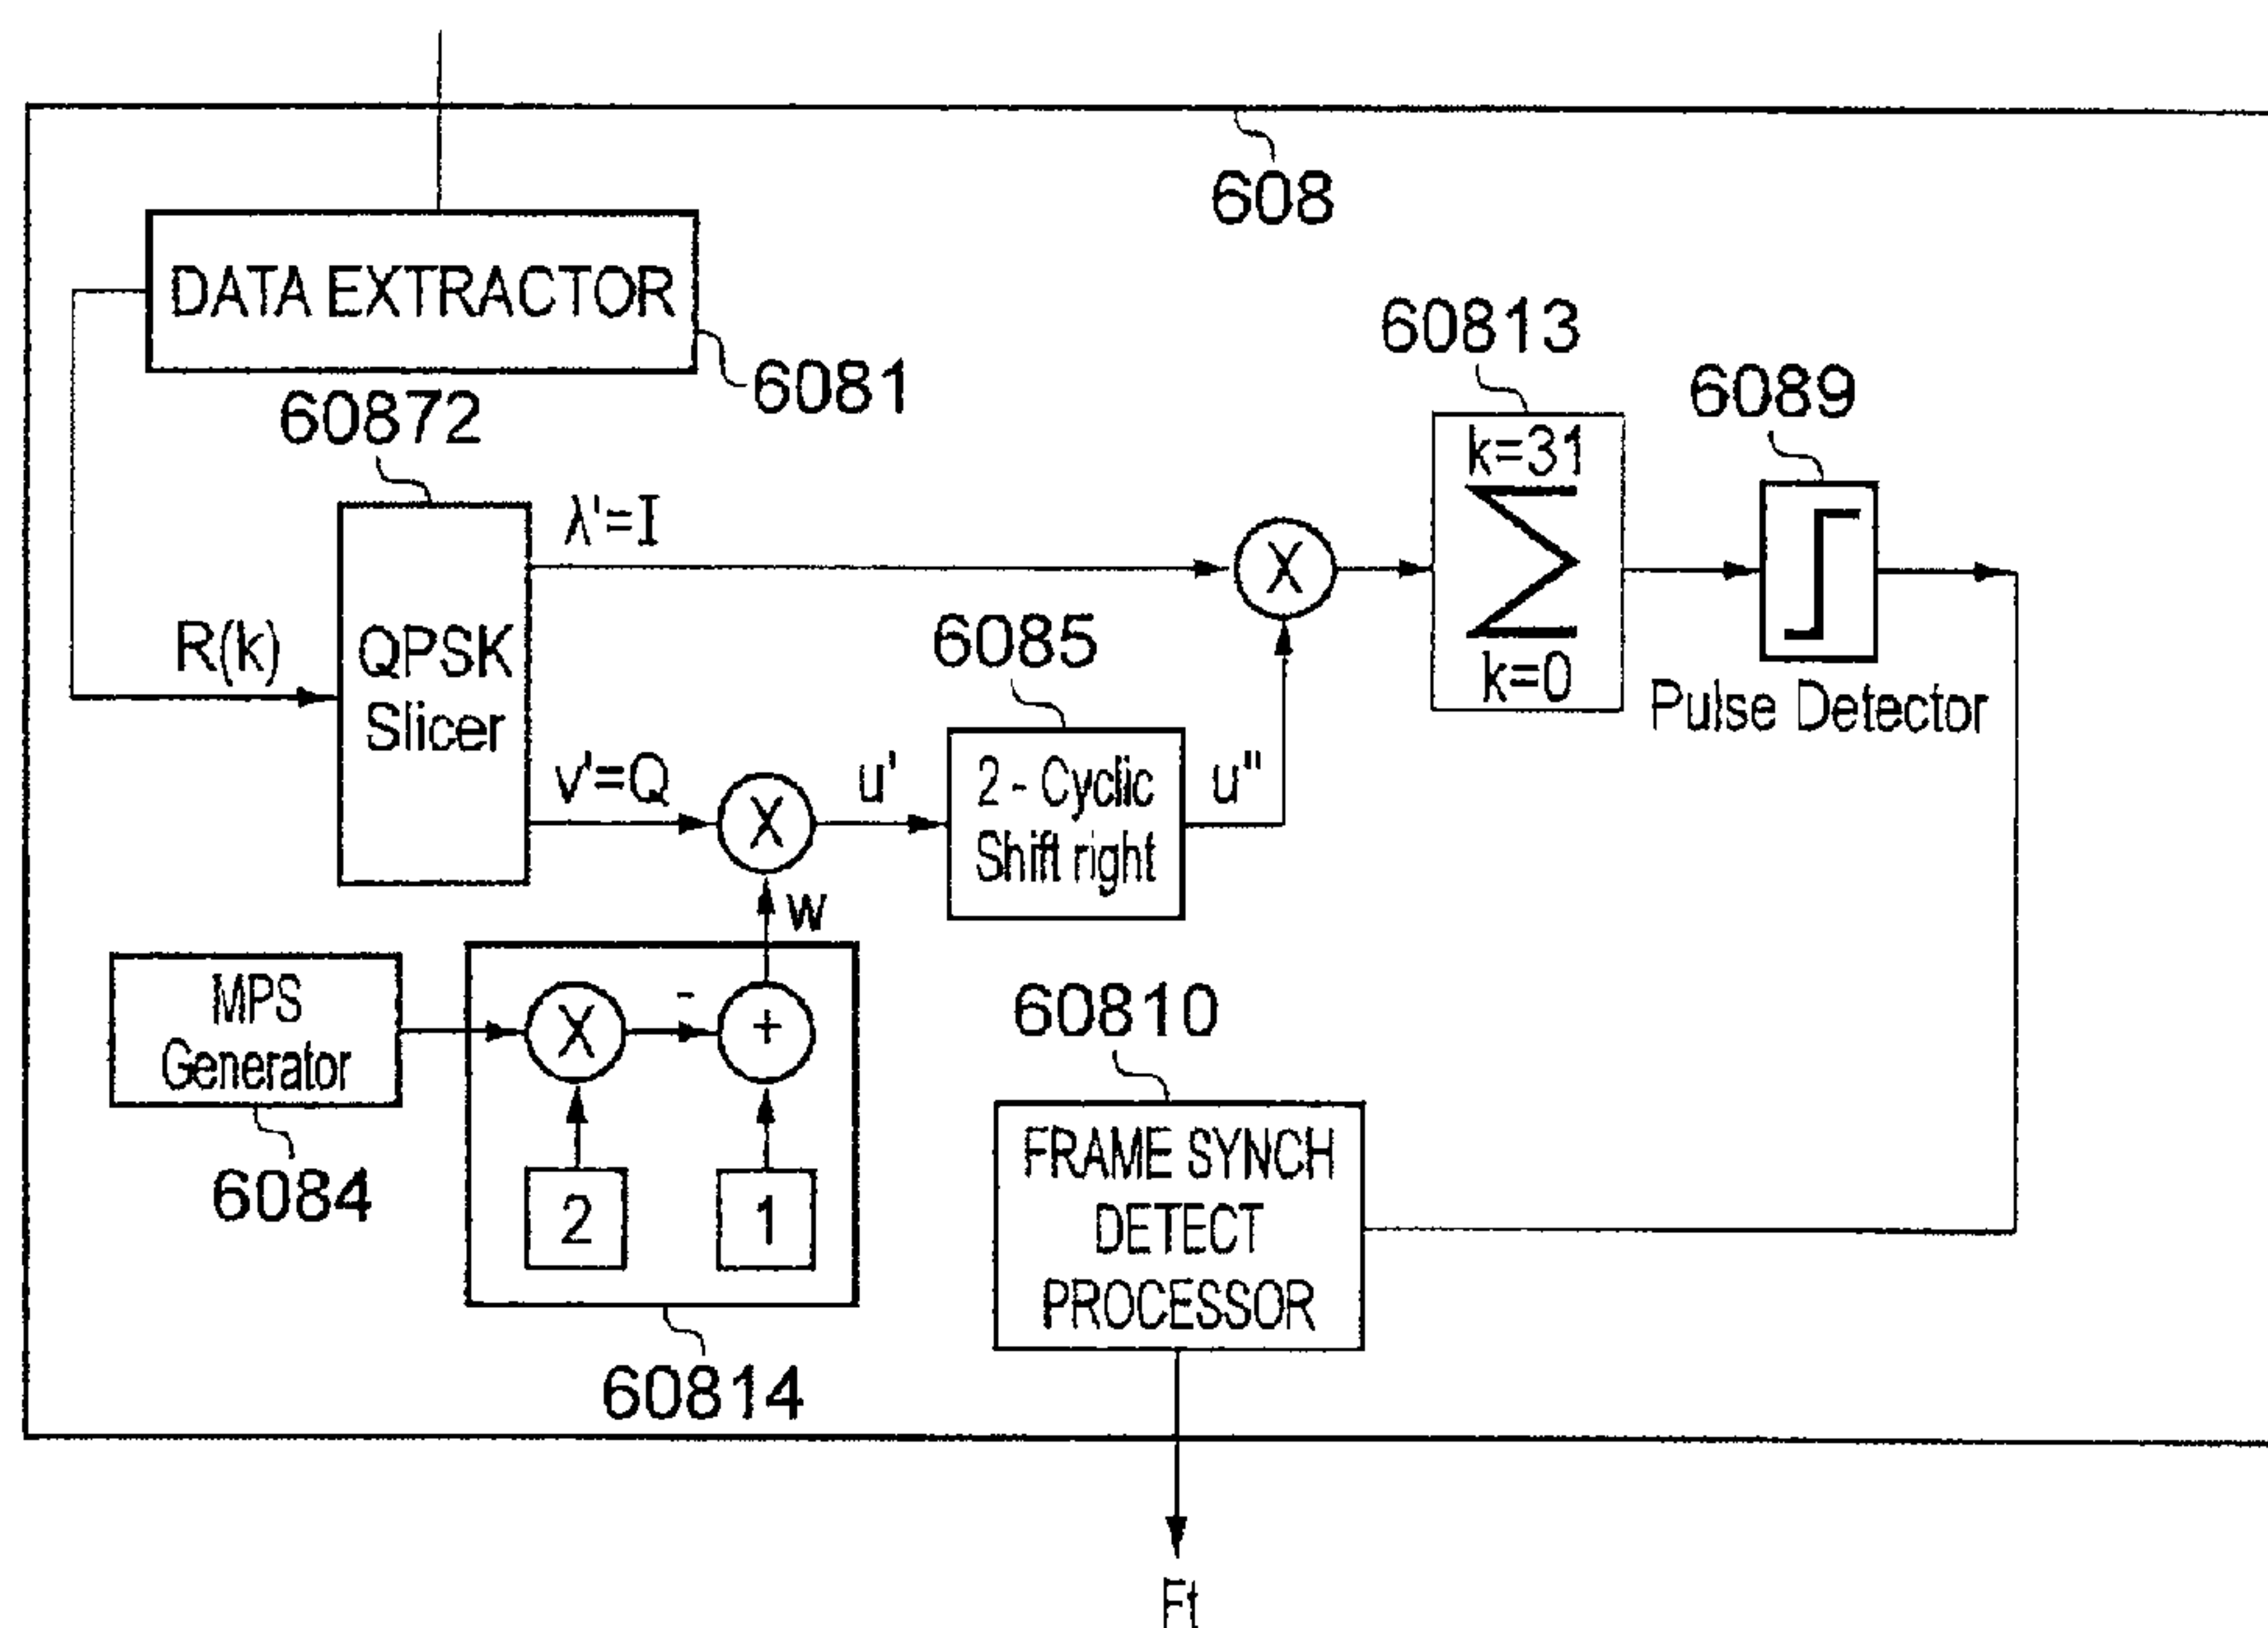 608
DATA EXTRACTOR
6081
60872
60813
k=31
Σ
k=0
6089
Pulse Detector
λ'=I
X
R(k)
QPSK
Slicer
6085
v'=Q
X
u'
2 - Cyclic
Shift right
u"
w
MPS
Generator
6084
X
-
+
2
1
60814
60810
FRAME SYNCH
DETECT
PROCESSOR
Ft